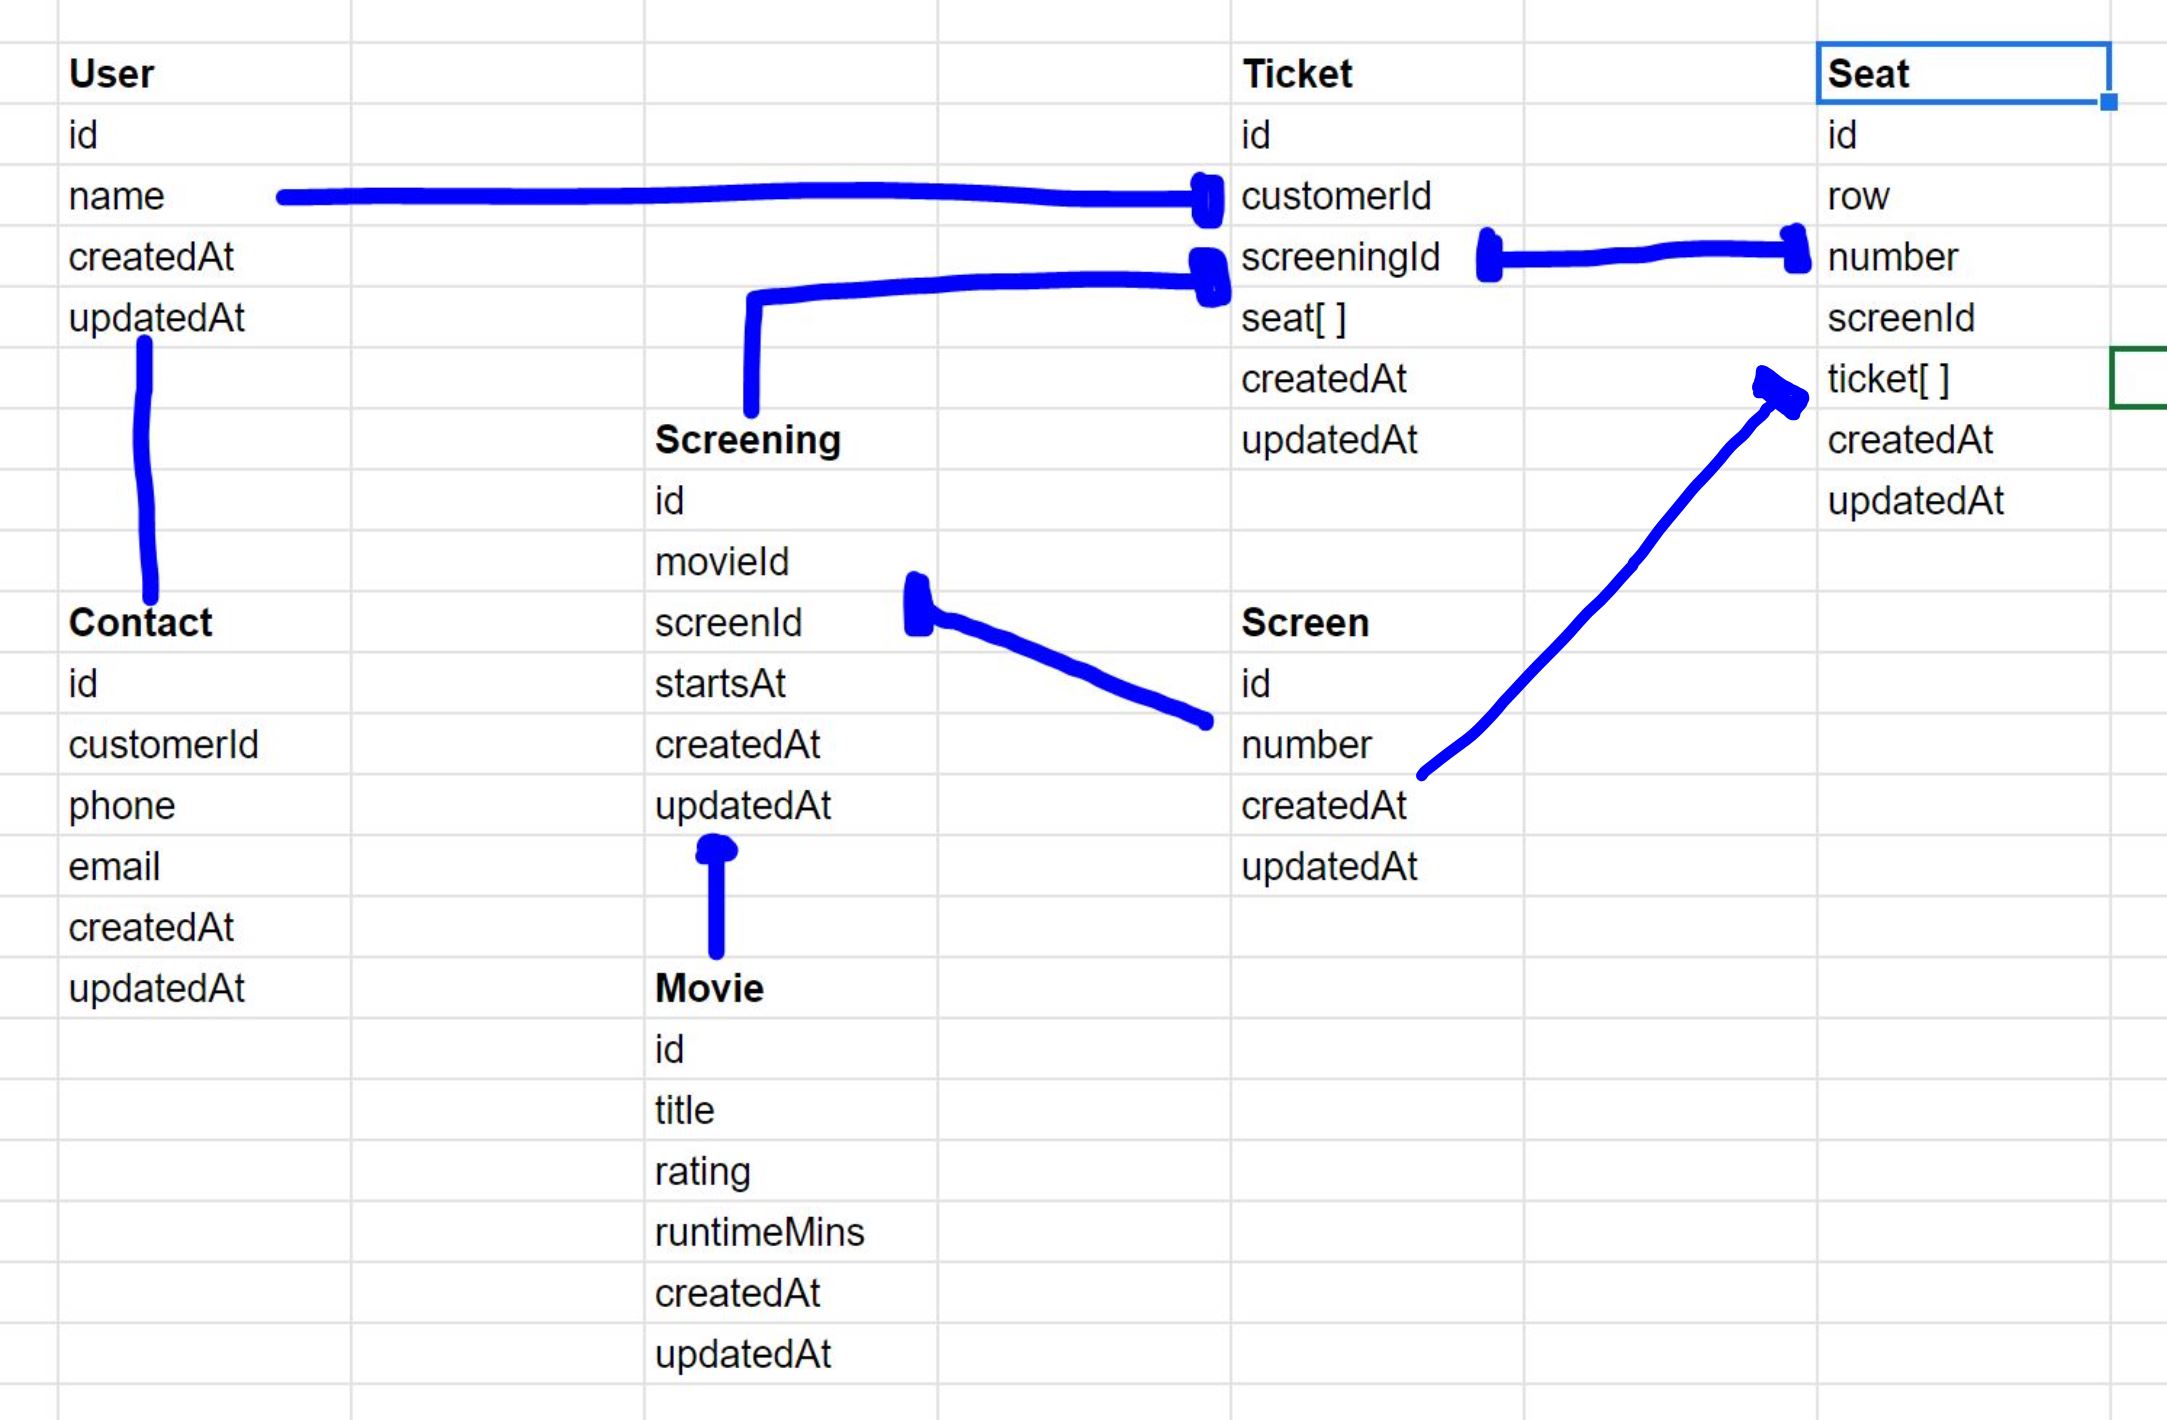 User
id
name
createdAt
updatedAt
Contact
id
customerId
phone
email
createdAt
updatedAt
Screening
id
movieId
screenId
startsAt
createdAt
updatedAt
Movie
id
title
rating
runtimeMins
createdAt
updatedAt
Ticket
id
customerId
screeningId
seat[ ]
createdAt
updatedAt
Screen
id
number
createdAt
updatedAt
Seat
id
row
number
screenId
ticket[ ]
createdAt
updatedAt